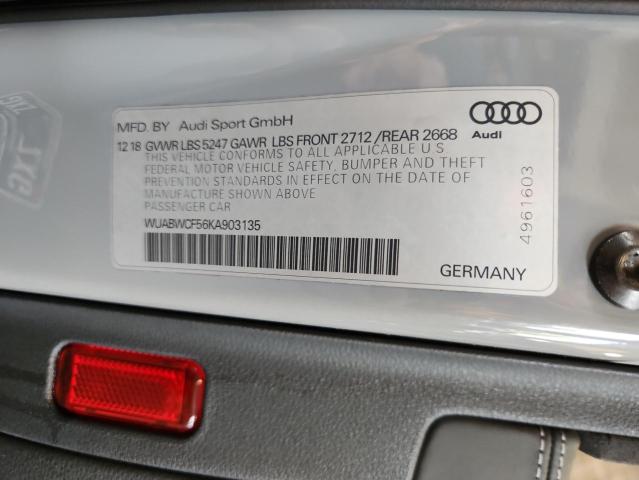 MFD. BY Audi Sport GmbH
12 18 GVWR LBS 5247 GAWR LBS FRONT 2712 /REAR 2668
THIS VEHICLE CONFORMS TO ALL APPLICABLE U S
FEDERAL MOTOR VEHICLE SAFETY, BUMPER AND THEFT
PREVENTION STANDARDS IN EFFECT ON THE DATE OF
MANUFACTURE SHOWN ABOVE
PASSENGER CAR
WUABWCF56KA903135
Audi
4961603
GERMANY